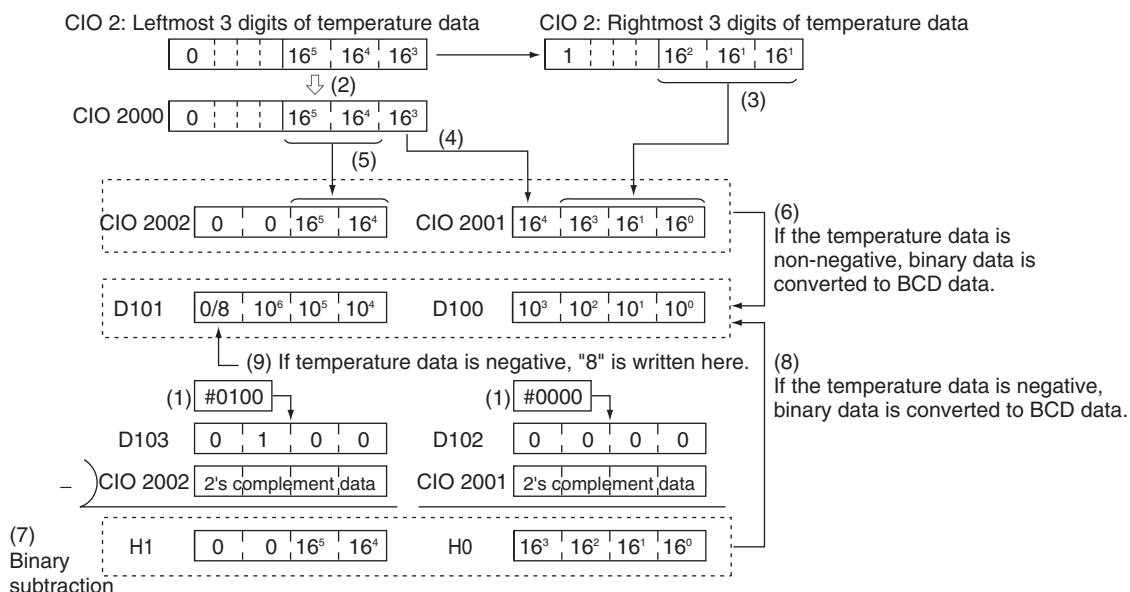 CIO 2: Leftmost 3 digits of temperature data
CIO 2: Rightmost 3 digits of temperature data
0 16⁵ 16⁴ 16³
1 16² 16¹ 16¹
(2)
(3)
CIO 2000 0 16⁵ 16⁴ 16³
(4)
(5)
CIO 2002 0 0 16⁵ 16⁴
CIO 2001 16⁴ 16³ 16¹ 16⁰
(6)
If the temperature data is
non-negative, binary data is
converted to BCD data.
D101 0/8 10⁶ 10⁵ 10⁴
D100 10³ 10² 10¹ 10⁰
(9) If temperature data is negative, "8" is written here.
(8)
If the temperature data is negative,
binary data is converted to BCD data.
(1) #0100
(1) #0000
D103 0 1 0 0
D102 0 0 0 0
– CIO 2002 2's complement data
CIO 2001 2's complement data
(7)
Binary
subtraction
H1 0 0 16⁵ 16⁴
H0 16³ 16² 16¹ 16⁰